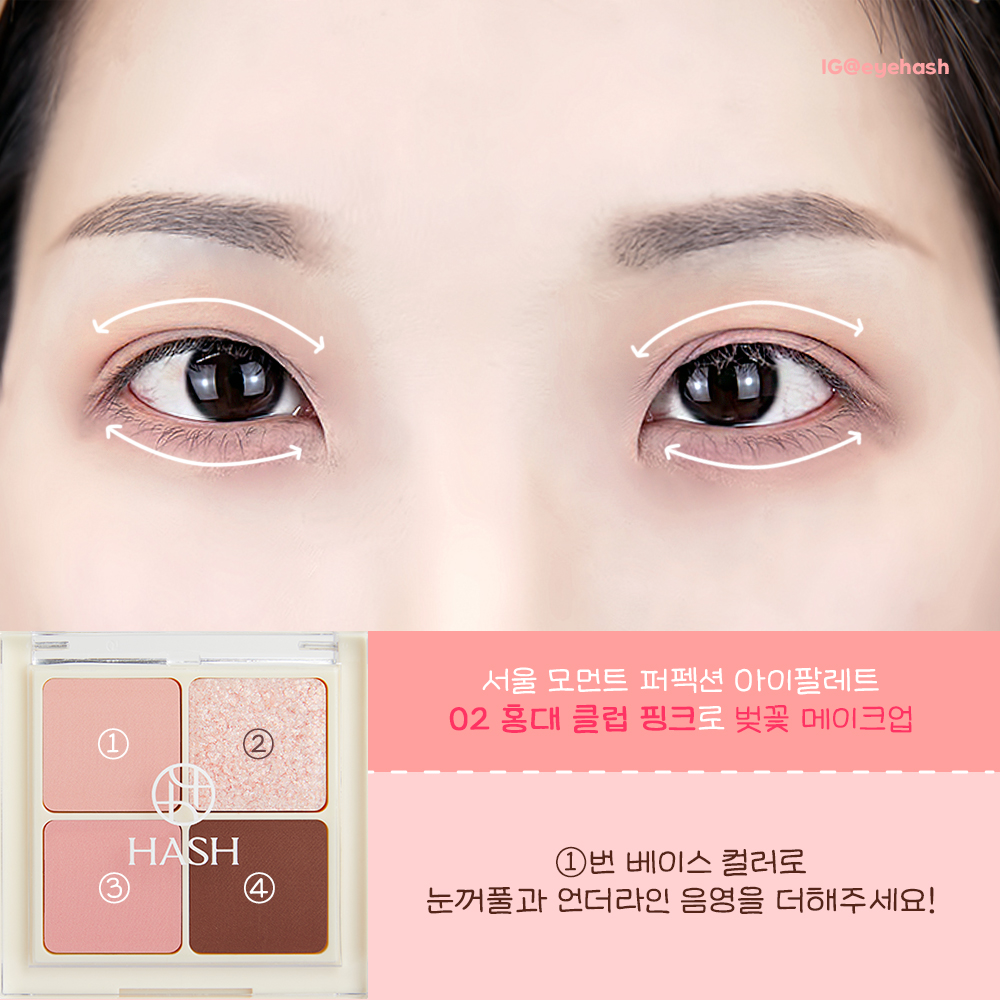 IG@eyehash
① ②
HASH
③ ④
서울 모먼트 퍼펙션 아이팔레트
02 홍대 클럽 핑크로 벚꽃 메이크업
①번 베이스 컬러로
눈꺼풀과 언더라인 음영을 더해주세요!